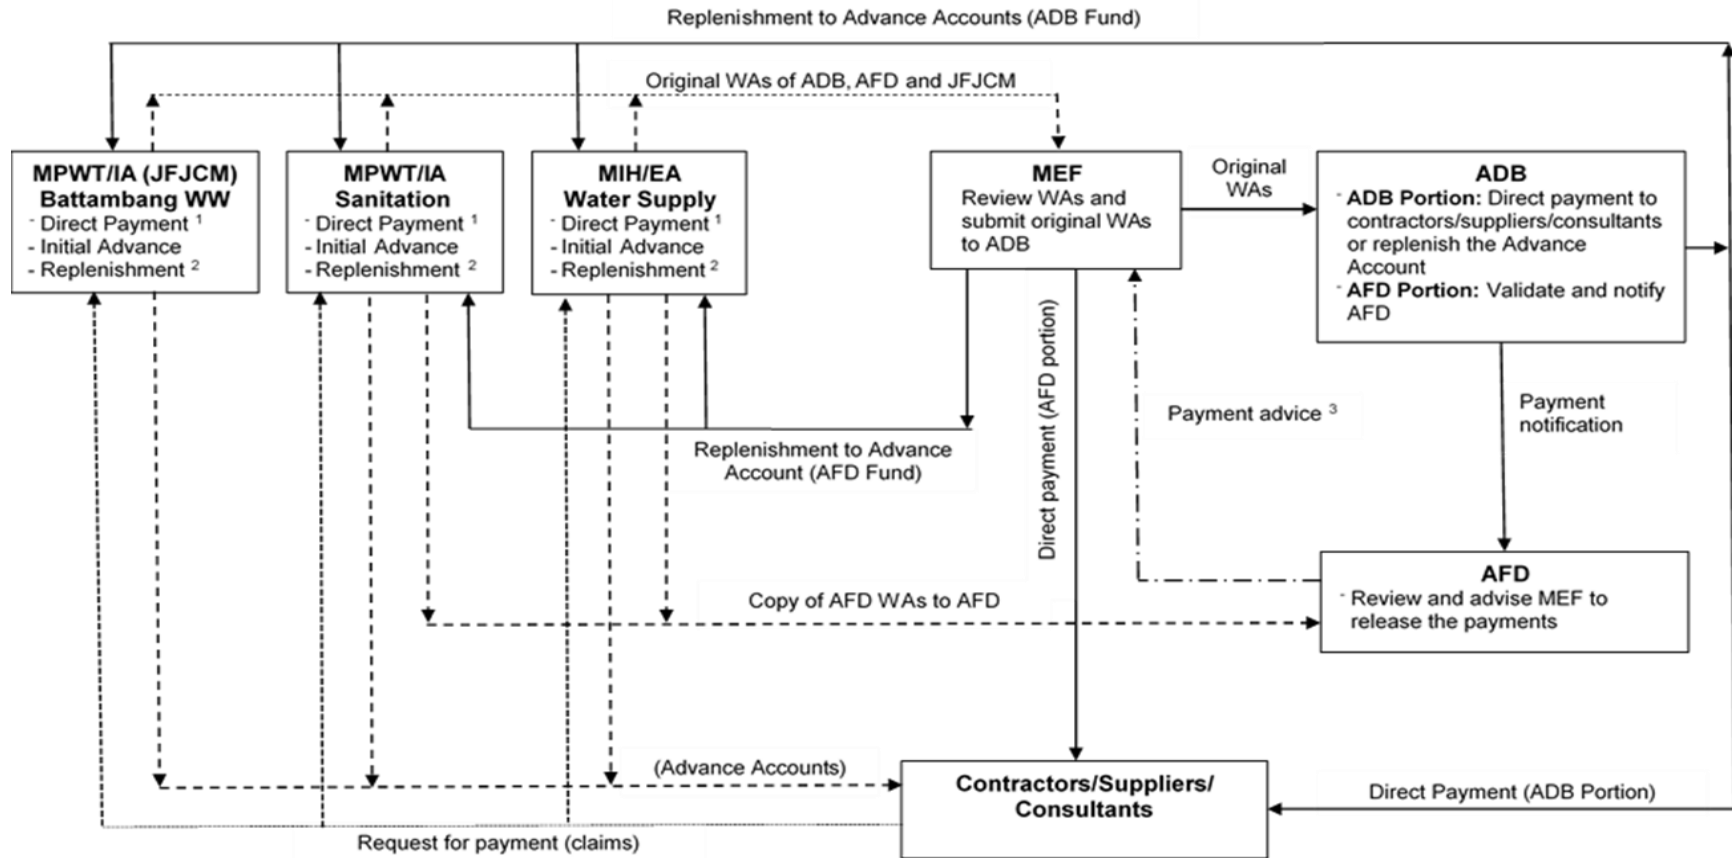 Replenishment to Advance Accounts (ADB Fund)
Original WAs of ADB, AFD and JFJCM
MPWT/IA (JFJCM)
Battambang WW
- Direct Payment ¹
- Initial Advance
- Replenishment ²
MPWT/IA
Sanitation
- Direct Payment ¹
- Initial Advance
- Replenishment ²
MIH/EA
Water Supply
- Direct Payment ¹
- Initial Advance
- Replenishment ²
MEF
Review WAs and
submit original WAs
to ADB
Original
WAs
ADB
- ADB Portion: Direct payment to
contractors/suppliers/consultants
or replenish the Advance
Account
- AFD Portion: Validate and notify
AFD
Replenishment to Advance
Account (AFD Fund)
Direct payment (AFD portion)
Payment advice ³
Payment
notification
AFD
- Review and advise MEF to
release the payments
Copy of AFD WAs to AFD
(Advance Accounts)
Contractors/Suppliers/
Consultants
Direct Payment (ADB Portion)
Request for payment (claims)